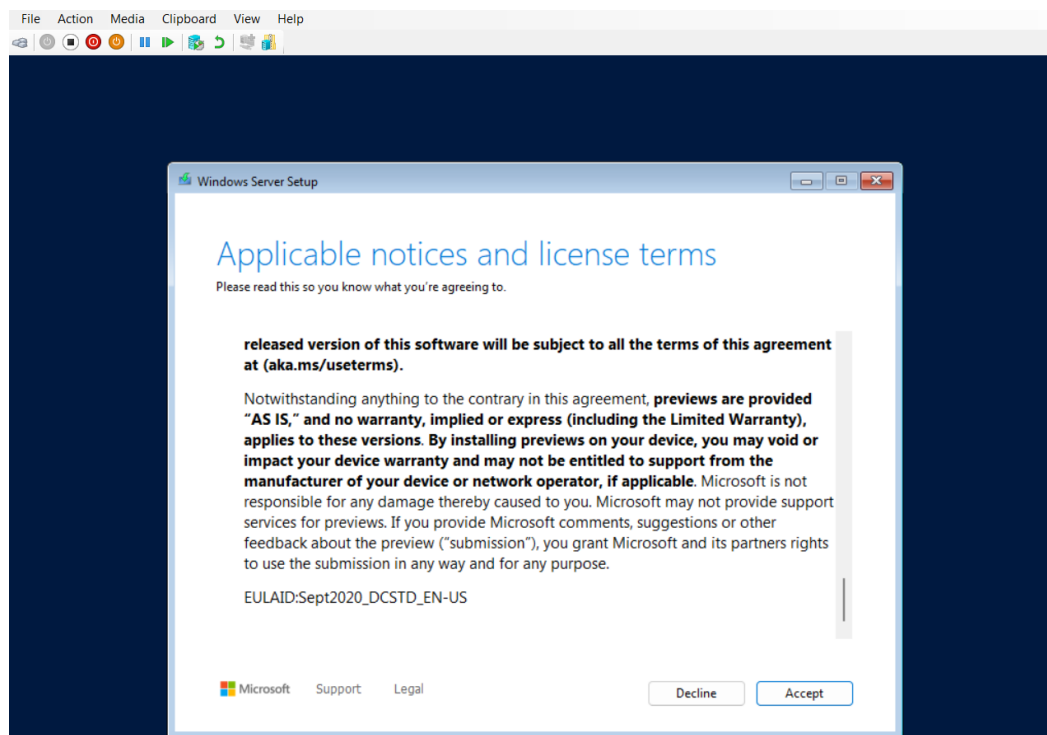 File Action Media Clipboard View Help
Windows Server Setup
Applicable notices and license terms
Please read this so you know what you're agreeing to.
released version of this software will be subject to all the terms of this agreement
at (aka.ms/useterms).
Notwithstanding anything to the contrary in this agreement, previews are provided
“AS IS,” and no warranty, implied or express (including the Limited Warranty),
applies to these versions. By installing previews on your device, you may void or
impact your device warranty and may not be entitled to support from the
manufacturer of your device or network operator, if applicable. Microsoft is not
responsible for any damage thereby caused to you. Microsoft may not provide support
services for previews. If you provide Microsoft comments, suggestions or other
feedback about the preview (“submission”), you grant Microsoft and its partners rights
to use the submission in any way and for any purpose.
EULAID:Sept2020_DCSTD_EN-US
Microsoft Support Legal Decline Accept